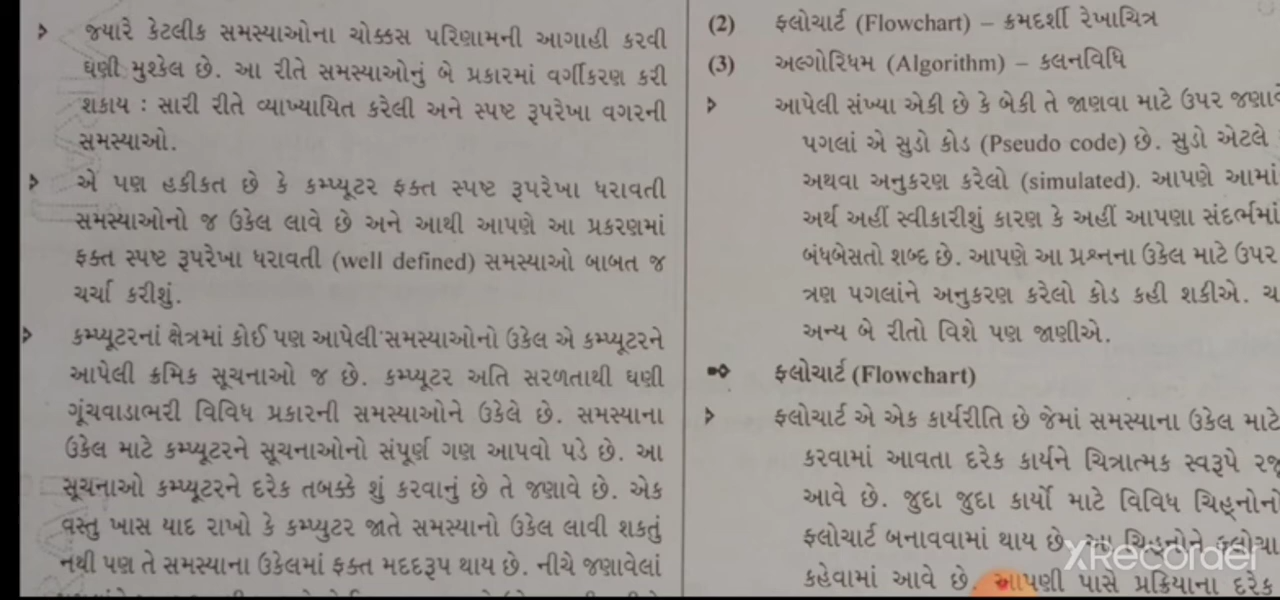 જ્યારે કેટલીક સમસ્યાઓના ચોક્કસ પરિણામની આગાહી કરવી
ઘણી મુશ્કેલ છે. આ રીતે સમસ્યાઓનું બે પ્રકારમાં વર્ગીકરણ કરી
શકાય : સારી રીતે વ્યાખ્યાયિત કરેલી અને સ્પષ્ટ રૂપરેખા વગરની
સમસ્યાઓ.
એ પણ હકીકત છે કે કમ્પ્યૂટર ફક્ત સ્પષ્ટ રૂપરેખા ધરાવતી
સમસ્યાઓનો જ ઉકેલ લાવે છે અને આથી આપણે આ પ્રકરણમાં
ફક્ત સ્પષ્ટ રૂપરેખા ધરાવતી (well defined) સમસ્યાઓ બાબત જ
ચર્ચા કરીશું.
કમ્પ્યૂટરનાં ક્ષેત્રમાં કોઈ પણ આપેલી સમસ્યાઓનો ઉકેલ એ કમ્પ્યૂટરને
આપેલી ક્રમિક સૂચનાઓ જ છે. કમ્પ્યૂટર અતિ સરળતાથી ઘણી
ગૂંચવાડાભરી વિવિધ પ્રકારની સમસ્યાઓને ઉકેલે છે. સમસ્યાના
ઉકેલ માટે કમ્પ્યૂટરને સૂચનાઓનો સંપૂર્ણ ગણ આપવો પડે છે. આ
સૂચનાઓ કમ્પ્યૂટરને દરેક તબક્કે શું કરવાનું છે તે જણાવે છે. એક
વસ્તુ ખાસ યાદ રાખો કે કમ્પ્યુટર જાતે સમસ્યાનો ઉકેલ લાવી શકતું
નથી પણ તે સમસ્યાના ઉકેલમાં ફક્ત મદદરૂપ થાય છે. નીચે જણાવેલાં
(2) ફ્લોચાર્ટ (Flowchart) – ક્રમદર્શી રેખાચિત્ર
(3) અલ્ગોરિધમ (Algorithm) – કલનવિધિ
આપેલી સંખ્યા એકી છે કે બેકી તે જાણવા માટે ઉપર
પગલાં એ સુડો કોડ (Pseudo code) છે. સુડો એટલે
અથવા અનુકરણ કરેલો (simulated). આપણે આમાં
અર્થ અહીં સ્વીકારીશું કારણ કે અહીં આપણા સંદર્ભમાં
બંધબેસતો શબ્દ છે. આપણે આ પ્રશ્નના ઉકેલ માટે ઉપર
ત્રણ પગલાંને અનુકરણ કરેલો કોડ કહી શકીએ.
અન્ય બે રીતો વિશે પણ જાણીએ.
ફ્લોચાર્ટ (Flowchart)
ફ્લોચાર્ટ એ એક કાર્યરીતિ છે જેમાં સમસ્યાના ઉકેલ માટે
કરવામાં આવતા દરેક કાર્યને ચિત્રાત્મક સ્વરૂપે
આવે છે. જુદા જુદા કાર્યો માટે વિવિધ ચિહ્નોનો
ફ્લોચાર્ટ બનાવવામાં થાય છે. આ ચિહ્નોને
કહેવામાં આવે છે. આપણી પાસે પ્રક્રિયાના દરેક
XRecorder